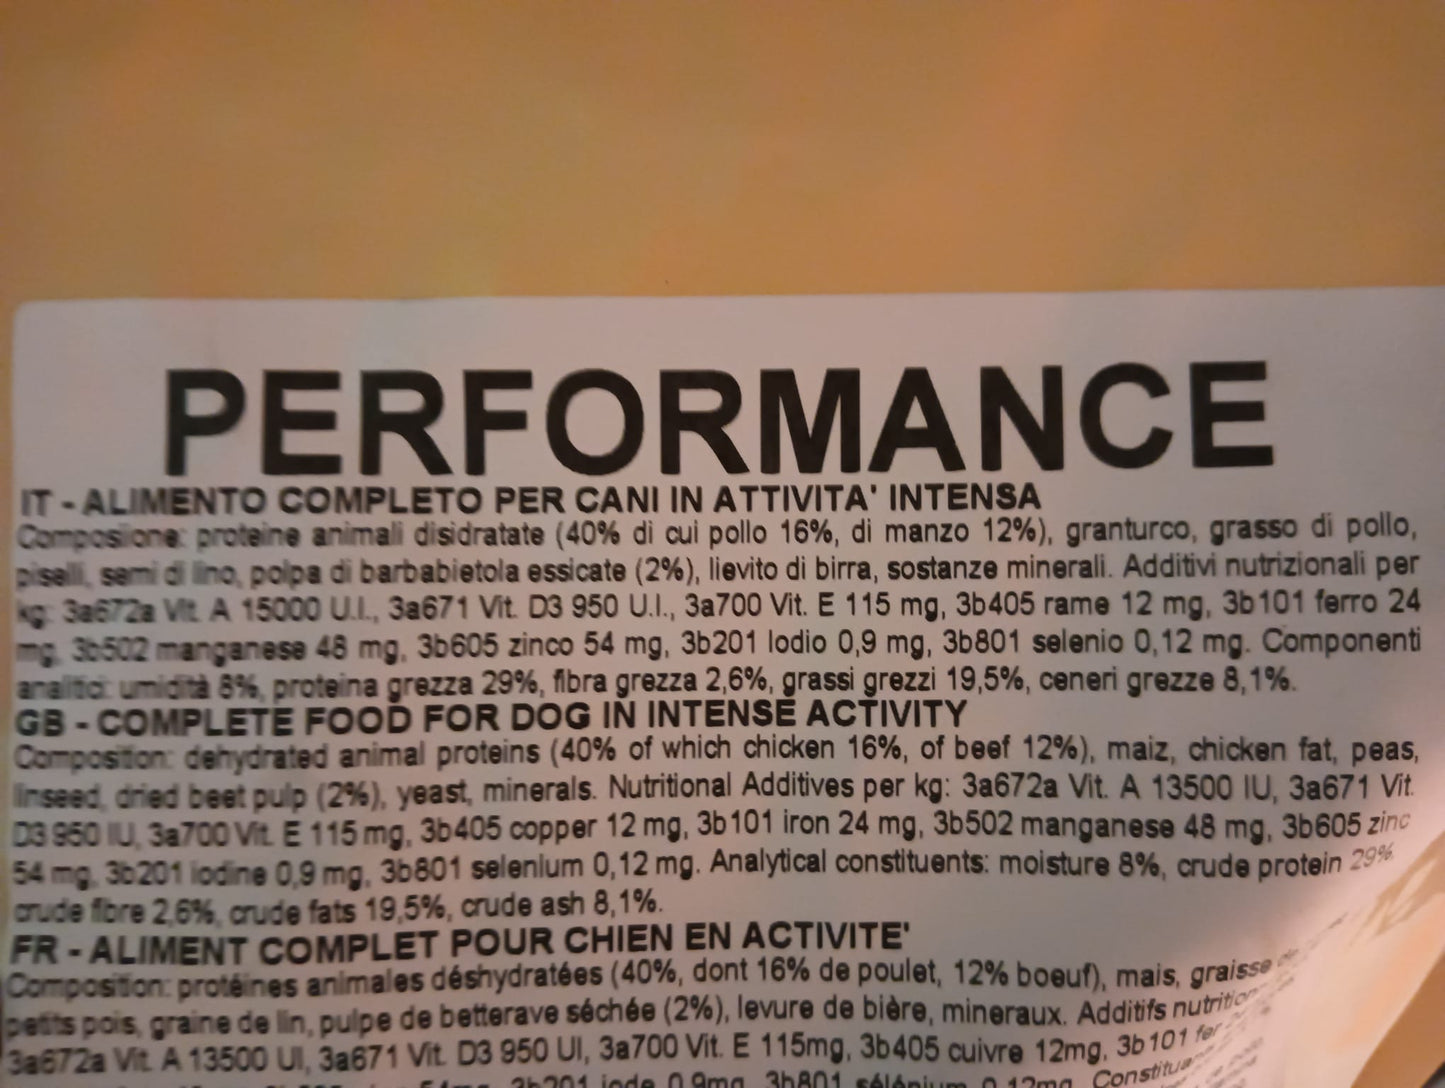 PERFORMANCE
IT - ALIMENTO COMPLETO PER CANI IN ATTIVITA' INTENSA
Composiione: proteine animali disidratate (40% di cui pollo 16%, di manzo 12%), granturco, grasso di pollo,
piselli, semi di lino, polpa di barbabietola essicate (2%), lievito di birra, sostanze minerali. Additivi nutrizionali per
kg: 3a672a Vit. A 15000 U.I., 3a671 Vit. D3 950 U.I., 3a700 Vit. E 115 mg, 3b405 rame 12 mg, 3b101 ferro 24
mg, 3b502 manganese 48 mg, 3b605 zinco 54 mg, 3b201 Iodio 0,9 mg, 3b801 selenio 0,12 mg. Componenti
analitici: umidità 8%, proteina grezza 29%, fibra grezza 2,6%, grassi grezzi 19,5%, ceneri grezze 8,1%.
GB - COMPLETE FOOD FOR DOG IN INTENSE ACTIVITY
Composition: dehydrated animal proteins (40% of which chicken 16%, of beef 12%), maiz, chicken fat, peas,
linseed, dried beet pulp (2%), yeast, minerals. Nutritional Additives per kg: 3a672a Vit. A 13500 IU, 3a671 Vit.
D3 950 IU, 3a700 Vit. E 115 mg, 3b405 copper 12 mg, 3b101 iron 24 mg, 3b502 manganese 48 mg, 3b605 zinc
54 mg, 3b201 iodine 0,9 mg, 3b801 selenium 0,12 mg. Analytical constituents: moisture 8%, crude protein 29%
crude fibre 2,6%, crude fats 19,5%, crude ash 8,1%.
FR - ALIMENT COMPLET POUR CHIEN EN ACTIVITE'
Composition: protéines animales déshydratées (40%, dont 16% de poulet, 12% boeuf), mais, graisse de
petits pois, graine de lin, pulpe de betterave séchée (2%), levure de bière, mineraux. Additifs
3a672a Vit. A 13500 UI, 3a671 Vit. D3 950 UI, 3a700 Vit. E 115mg, 3b405 cuivre 12mg, 3b101 fer
54mg, 3b201 iode 0,9mg, 3b801 sélénium 0,12mg.